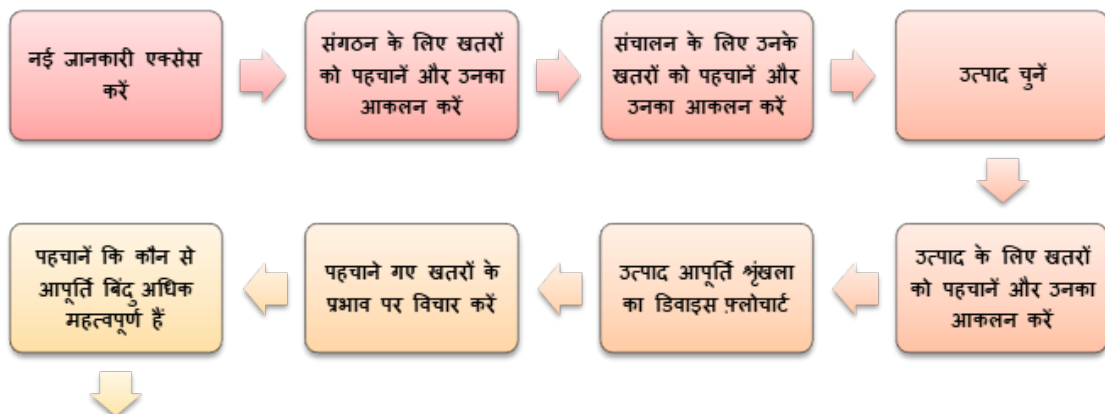 नई जानकारी एक्सेस
करें
संगठन के लिए खतरों
को पहचानें और उनका
आकलन करें
संचालन के लिए उनके
खतरों को पहचानें और
उनका आकलन करें
उत्पाद चुनें
उत्पाद के लिए खतरों
को पहचानें और उनका
आकलन करें
उत्पाद आपूर्ति श्रृंखला
का डिवाइस फ़्लोचार्ट
पहचाने गए खतरों के
प्रभाव पर विचार करें
पहचानें कि कौन से
आपूर्ति बिंदु अधिक
महत्वपूर्ण हैं